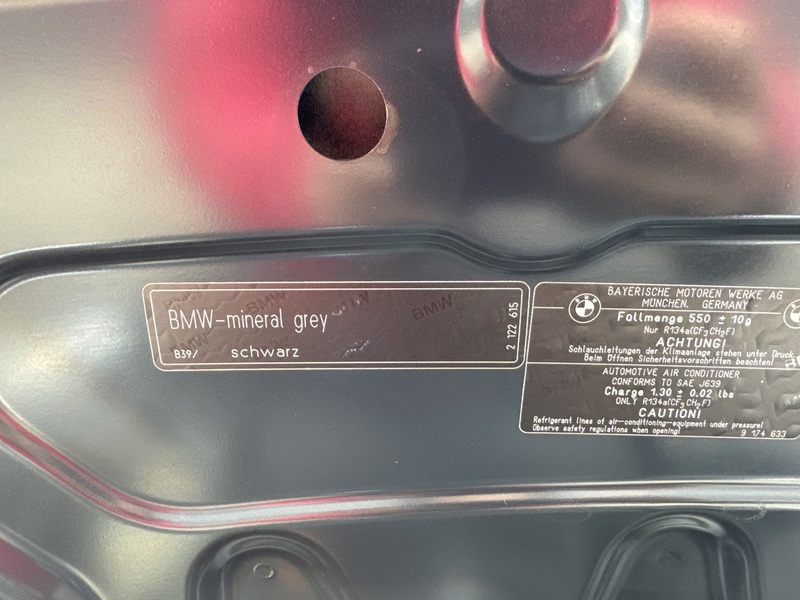 BMW-mineral grey
B39/ schwarz
2 122 615
BAYERISCHE MOTOREN WERKE AG
MÜNCHEN, GERMANY
Füllmenge 550 ± 10g
Nur R134a(CF3CH2F)
ACHTUNG!
Schlauchleitungen der Klimaanlage stehen unter Druck
Beim Öffnen Sicherheitsvorschriften beachten!
AUTOMOTIVE AIR CONDITIONER
CONFORMS TO SAE J639
Charge 1.30 ± 0.02 lbs
ONLY R134a(CF3CH2F)
CAUTION!
Refrigerant lines of air-conditioning-equipment under pressure!
Observe safety regulations when opening!
9 174 633